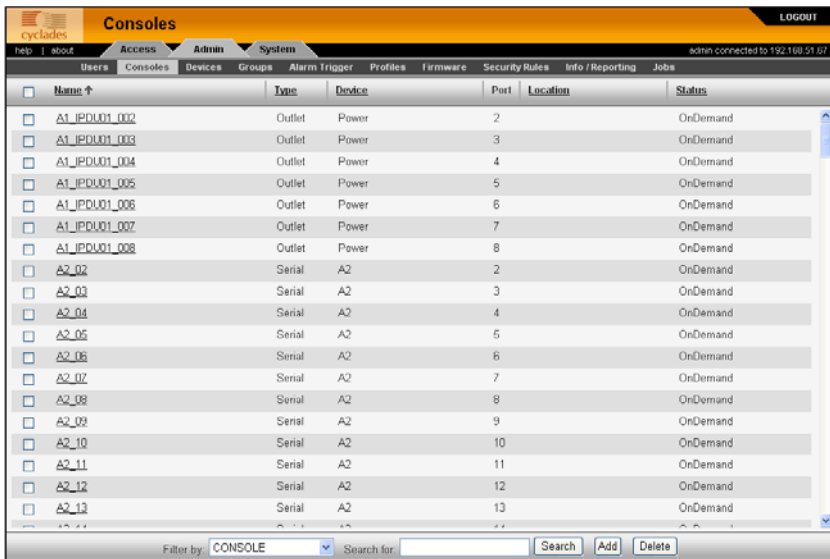 cyclades
Consoles
LOGOUT
help | about
Access Admin System
admin connected to 192.168.51.67
Users Consoles Devices Groups Alarm Trigger Profiles Firmware Security Rules Info / Reporting Jobs
Name ↑ Type Device Port Location Status
A1_IPDU01_002 Outlet Power 2 OnDemand
A1_IPDU01_003 Outlet Power 3 OnDemand
A1_IPDU01_004 Outlet Power 4 OnDemand
A1_IPDU01_005 Outlet Power 5 OnDemand
A1_IPDU01_006 Outlet Power 6 OnDemand
A1_IPDU01_007 Outlet Power 7 OnDemand
A1_IPDU01_008 Outlet Power 8 OnDemand
A2_02 Serial A2 2 OnDemand
A2_03 Serial A2 3 OnDemand
A2_04 Serial A2 4 OnDemand
A2_05 Serial A2 5 OnDemand
A2_06 Serial A2 6 OnDemand
A2_07 Serial A2 7 OnDemand
A2_08 Serial A2 8 OnDemand
A2_09 Serial A2 9 OnDemand
A2_10 Serial A2 10 OnDemand
A2_11 Serial A2 11 OnDemand
A2_12 Serial A2 12 OnDemand
A2_13 Serial A2 13 OnDemand
Filter by: CONSOLE Search for: Search Add Delete